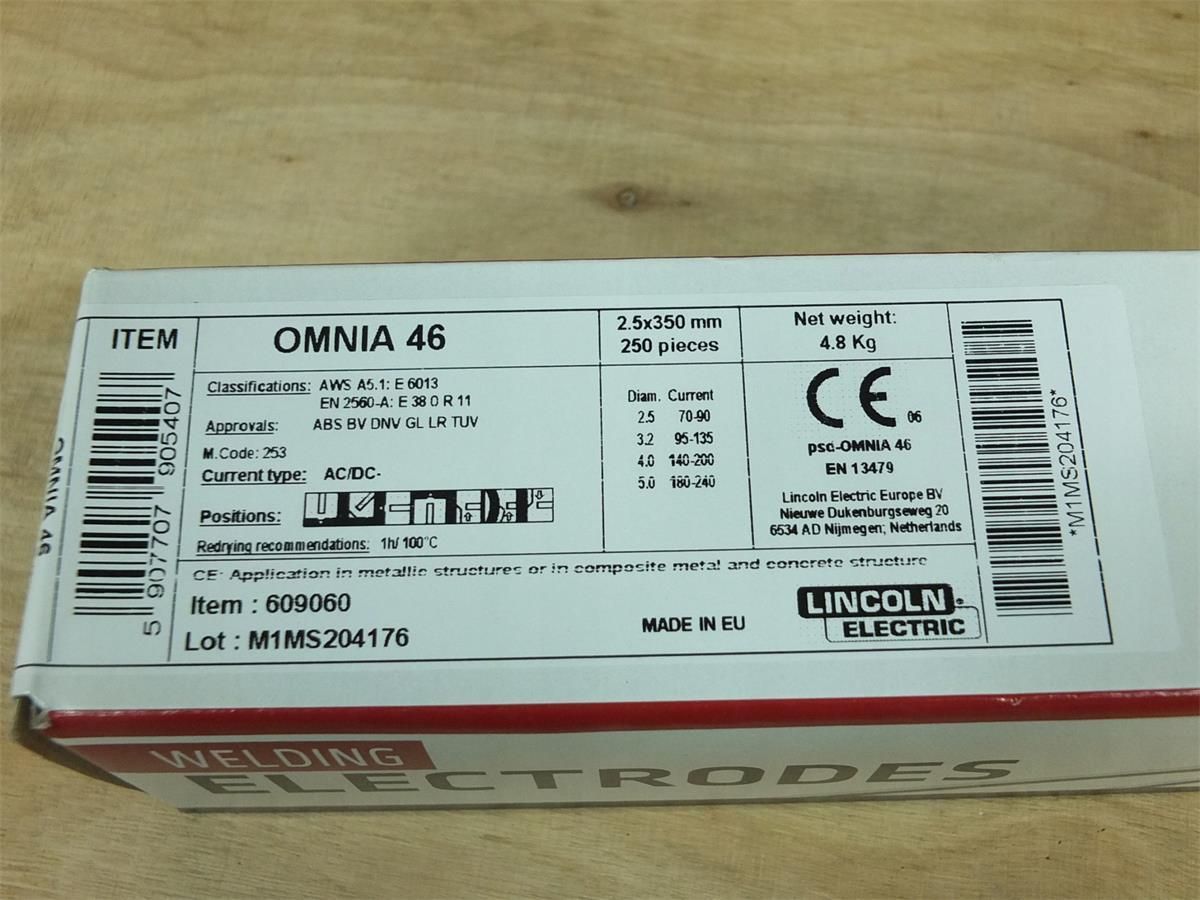 ITEM
OMNIA 46
2.5x350 mm
250 pieces
Net weight:
4.8 Kg
5 907707 905407
Classifications: AWS A5.1: E 6013
EN 2560-A: E 38 0 R 11
Approvals: ABS BV DNV GL LR TUV
M.Code: 253
Current type: AC/DC-
Positions:
Redrying recommendations: 1h/ 100°C
Diam. Current
2.5 70-90
3.2 95-135
4.0 140-200
5.0 180-240
CE 06
psd-OMNIA 46
EN 13479
Lincoln Electric Europe BV
Nieuwe Dukenburgseweg 20
6534 AD Nijmegen; Netherlands
*M1MS204176*
CE: Application in metallic structures or in composite metal and concrete structure
Item : 609060
Lot : M1MS204176
MADE IN EU
LINCOLN
ELECTRIC
OMNIA 46
WELDING
ELECTRODES